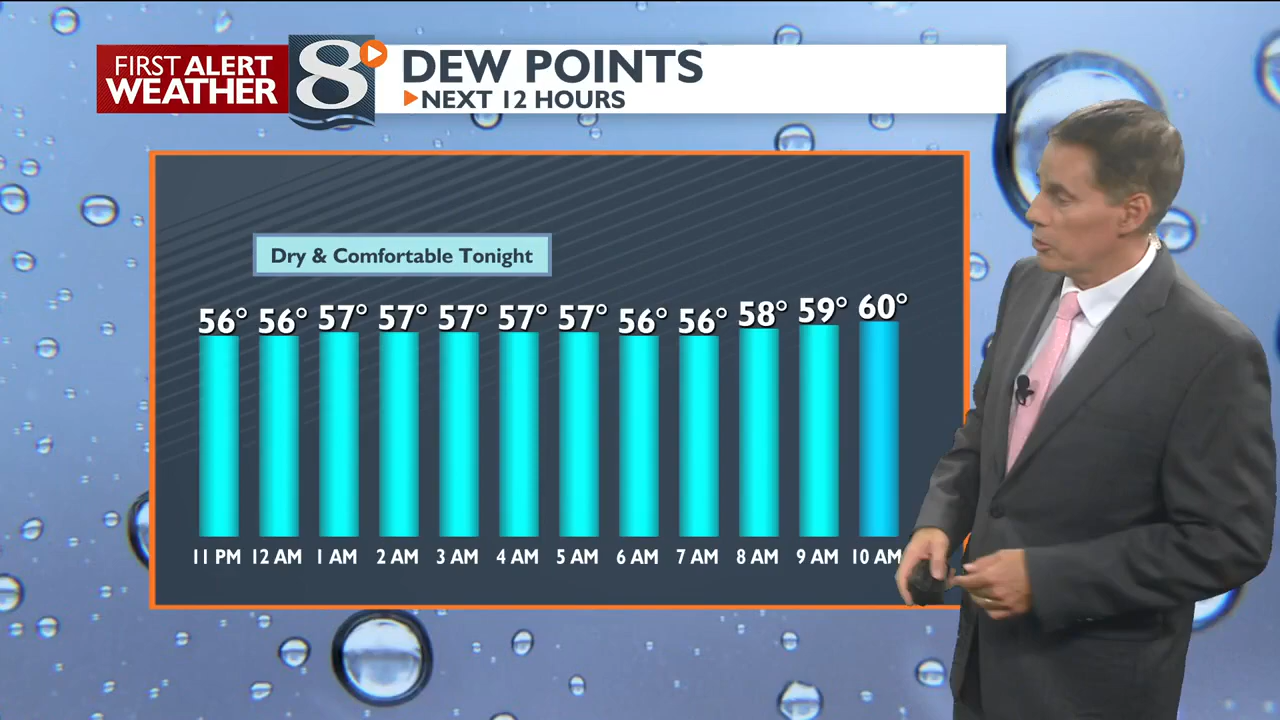 FIRST ALERT
WEATHER
8
DEW POINTS
NEXT 12 HOURS
Dry & Comfortable Tonight
56° 56° 57° 57° 57° 57° 57° 56° 56° 58° 59° 60°
11 PM 12 AM 1 AM 2 AM 3 AM 4 AM 5 AM 6 AM 7 AM 8 AM 9 AM 10 AM